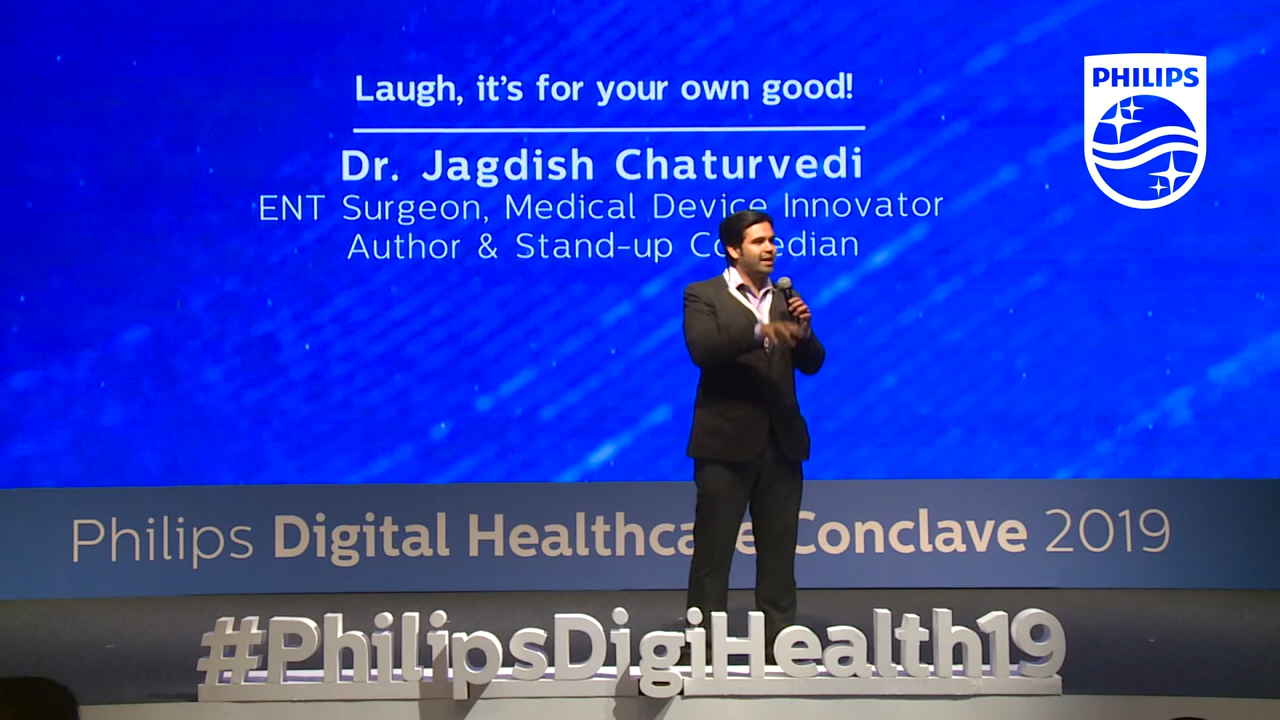 Laugh, it's for your own good!
PHILIPS
Dr. Jagdish Chaturvedi
ENT Surgeon, Medical Device Innovator
Author & Stand-up Comedian
Philips Digital Healthcare Conclave 2019
#PhilipsDigiHealth19